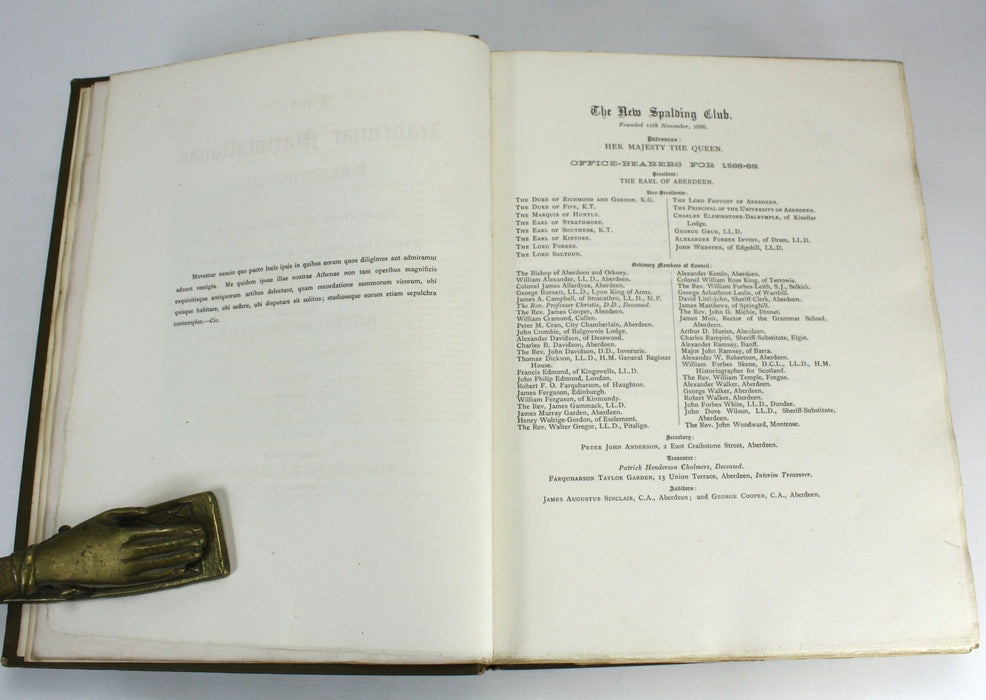 Movemur nescio quo pacto locis ipsis in quibus eorum quos diligimus aut admiramur
adsunt vestigia. Me quidem ipsae illae nostrae Athenae non tam operibus magnificis
exquisitisque antiquorum artibus delectant, quam recordatione summorum virorum, ubi
quisque habitare, ubi sedere, ubi disputare sit solitus; studioseque eorum etiam sepulchra
contemplor.—Cic.
The New Spalding Club.
Founded 11th November, 1886.
Patroness:
HER MAJESTY THE QUEEN.
OFFICE-BEARERS FOR 1888-89.
President:
THE EARL OF ABERDEEN.
Vice-Presidents:
THE DUKE OF RICHMOND AND GORDON, K.G.
THE DUKE OF FIFE, K.T.
THE MARQUIS OF HUNTLY.
THE EARL OF STRATHMORE.
THE EARL OF SOUTHESK, K.T.
THE EARL OF KINTORE.
THE LORD FORBES.
THE LORD SALTOUN.
THE LORD PROVOST OF ABERDEEN.
THE PRINCIPAL OF THE UNIVERSITY OF ABERDEEN.
CHARLES ELPHINSTONE-DALRYMPLE, of Kinellar
Lodge.
GEORGE GRUB, LL.D.
ALEXANDER FORBES IRVINE, of Drum, LL.D.
JOHN WEBSTER, of Edgehill, LL.D.
Ordinary Members of Council:
The Bishop of Aberdeen and Orkney.
William Alexander, LL.D., Aberdeen.
Colonel James Allardyce, Aberdeen.
George Burnett, LL.D., Lyon King of Arms.
James A. Campbell, of Stracathro, LL.D., M.P.
The Rev. Professor Christie, D.D., Deceased.
The Rev. James Cooper, Aberdeen.
William Cramond, Cullen.
Peter M. Cran, City Chamberlain, Aberdeen.
John Crombie, of Balgownie Lodge.
Alexander Davidson, of Desswood.
Charles B. Davidson, Aberdeen.
The Rev. John Davidson, D.D., Inverurie.
Thomas Dickson, LL.D., H.M. General Register
House.
Francis Edmond, of Kingswells, LL.D.
John Philip Edmond, London.
Robert F. O. Farquharson, of Haughton.
James Ferguson, Edinburgh.
William Ferguson, of Kinmundy.
The Rev. James Gammack, LL.D.
James Murray Garden, Aberdeen.
Henry Wolrige-Gordon, of Esslemont.
The Rev. Walter Gregor, LL.D., Pitsligo.
Alexander Kemlo, Aberdeen.
Colonel William Ross King, of Tertowie.
The Rev. William Forbes-Leith, S.J., Selkirk.
George Arbuthnot-Leslie, of Warthill.
David Littlejohn, Sheriff-Clerk, Aberdeen.
James Matthews, of Springhill.
The Rev. John G. Michie, Dinnet.
James Moir, Rector of the Grammar School,
Aberdeen.
Arthur D. Morice, Aberdeen.
Charles Rampini, Sheriff-Substitute, Elgin.
Alexander Ramsay, Banff.
Major John Ramsay, of Barra.
Alexander W. Robertson, Aberdeen.
William Forbes Skene, D.C.L., LL.D., H.M.
Historiographer for Scotland.
The Rev. William Temple, Forgue.
Alexander Walker, Aberdeen.
George Walker, Aberdeen.
Robert Walker, Aberdeen.
John Forbes White, LL.D., Dundee.
John Dove Wilson, LL.D., Sheriff-Substitute,
Aberdeen.
The Rev. John Woodward, Montrose.
Secretary:
PETER JOHN ANDERSON, 2 East Craibstone Street, Aberdeen.
Treasurer:
Patrick Henderson Chalmers, Deceased.
FARQUHARSON TAYLOR GARDEN, 13 Union Terrace, Aberdeen, Interim Treasurer.
Auditors:
JAMES AUGUSTUS SINCLAIR, C.A., Aberdeen; and GEORGE COOPER, C.A., Aberdeen.